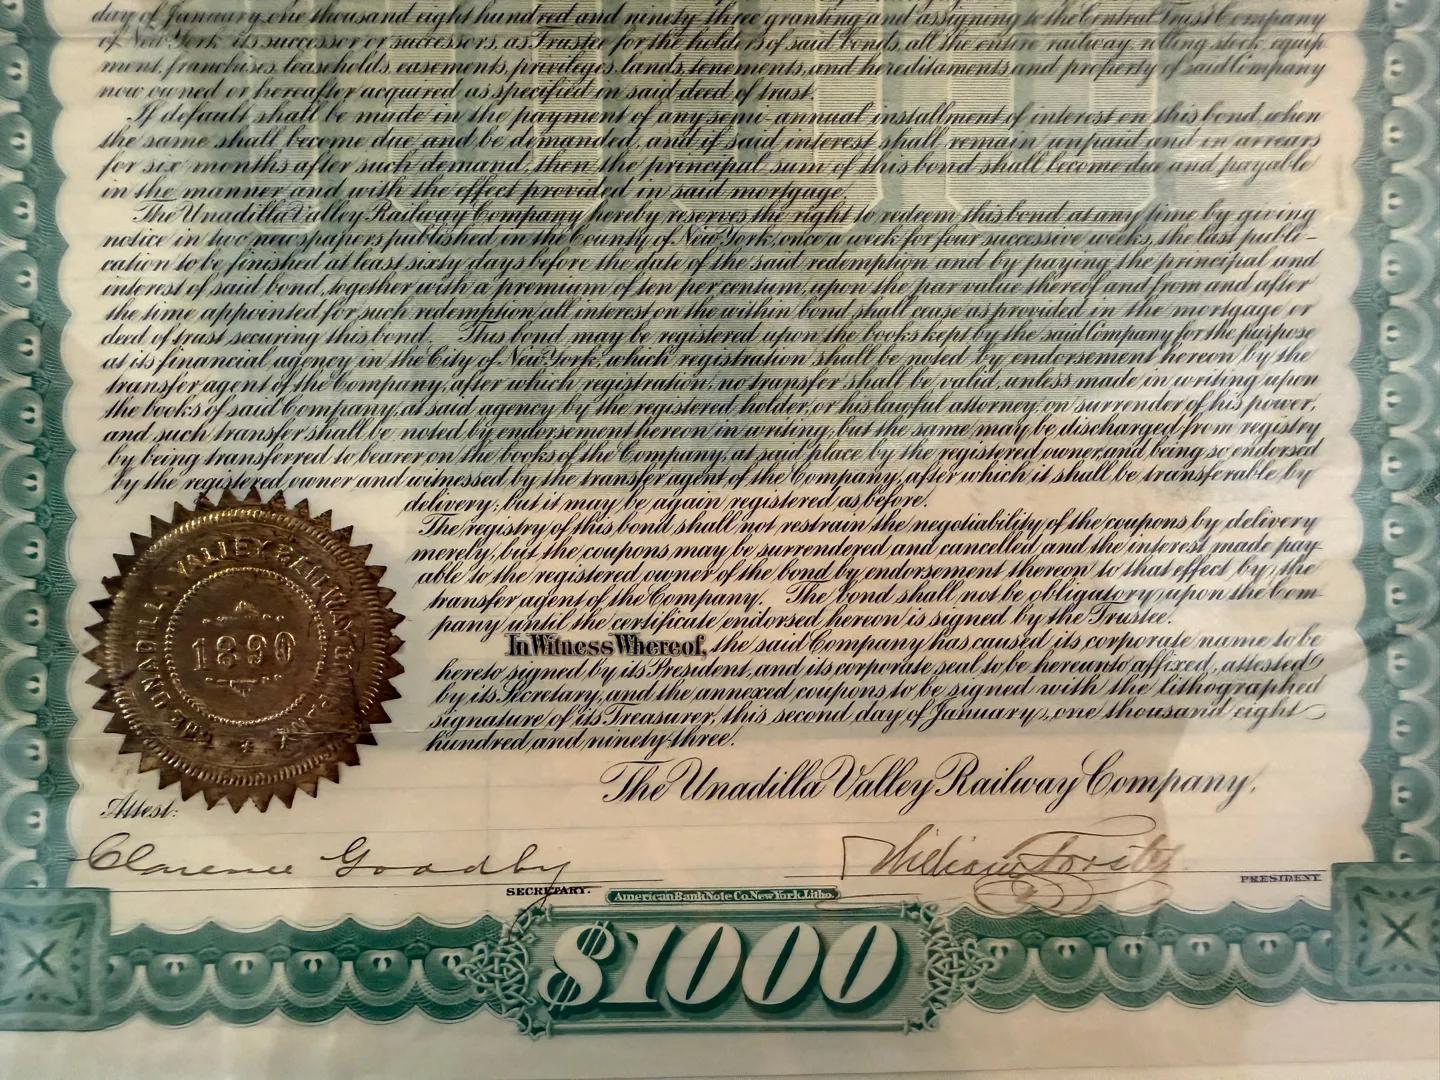 day of January, one thousand eight hundred and ninety three granting and assigning to the Central Trust Company
of New York its successor or successors, as Trustee for the holders of said bonds, all the entire railway, rolling stock, equip
ment, franchises, leaseholds, easements, privileges, lands, tenements, and hereditaments and property of said Company
now owned or hereafter acquired as specified in said deed of trust.
If default shall be made in the payment of any semi-annual installment of interest on this bond, when
the same shall become due, and be demanded, and if said interest shall remain unpaid and in arrears
for six months after such demand, then the principal sum of this bond shall become due and payable
in the manner and with the effect provided in said mortgage.
The Unadilla Valley Railway Company hereby reserves the right to redeem this bond at any time by giving
notice in two newspapers published in the County of New York, once a week for four successive weeks, the last publi-
cation to be finished at least sixty days before the date of the said redemption and by paying the principal and
interest of said bond, together with a premium of ten per centum, upon the par value thereof and from and after
the time appointed for such redemption, all interest on the within bond shall cease as provided in the mortgage or
deed of trust securing this bond. This bond may be registered upon the books kept by the said Company for the purpose
at its financial agency in the City of New York, which registration shall be noted by endorsement hereon by the
transfer agent of the Company, after which registration, no transfer shall be valid, unless made in writing upon
the books of said Company, at said agency by the registered holder, or his lawful attorney, on surrender of his power,
and such transfer shall be noted by endorsement hereon in writing; but the same may be discharged from registry
by being transferred to bearer on the books of the Company, at said place by the registered owner, and being so endorsed
by the registered owner and witnessed by the transfer agent of the Company, after which it shall be transferable by
delivery; but it may be again registered as before.
The registry of this bond shall not restrain the negotiability of the coupons by delivery
merely, but the coupons may be surrendered and cancelled and the interest made pay-
able to the registered owner of the bond by endorsement thereon to that effect by the
transfer agent of the Company. The bond shall not be obligatory upon the Com-
pany until the certificate endorsed hereon is signed by the Trustee.
In Witness Whereof, the said Company has caused its corporate name to be
hereto signed by its President, and its corporate seal to be hereunto affixed, attested
by its Secretary, and the annexed coupons to be signed with the lithographed
signature of its Treasurer, this second day of January, one thousand eight
hundred and ninety-three.
THE UNADILLA VALLEY RAILWAY COMPANY
1890
The Unadilla Valley Railway Company,
Attest:
Clarence Goodby
SECRETARY.
William
PRESIDENT.
American Bank Note Co. New York, Litho.
$1000